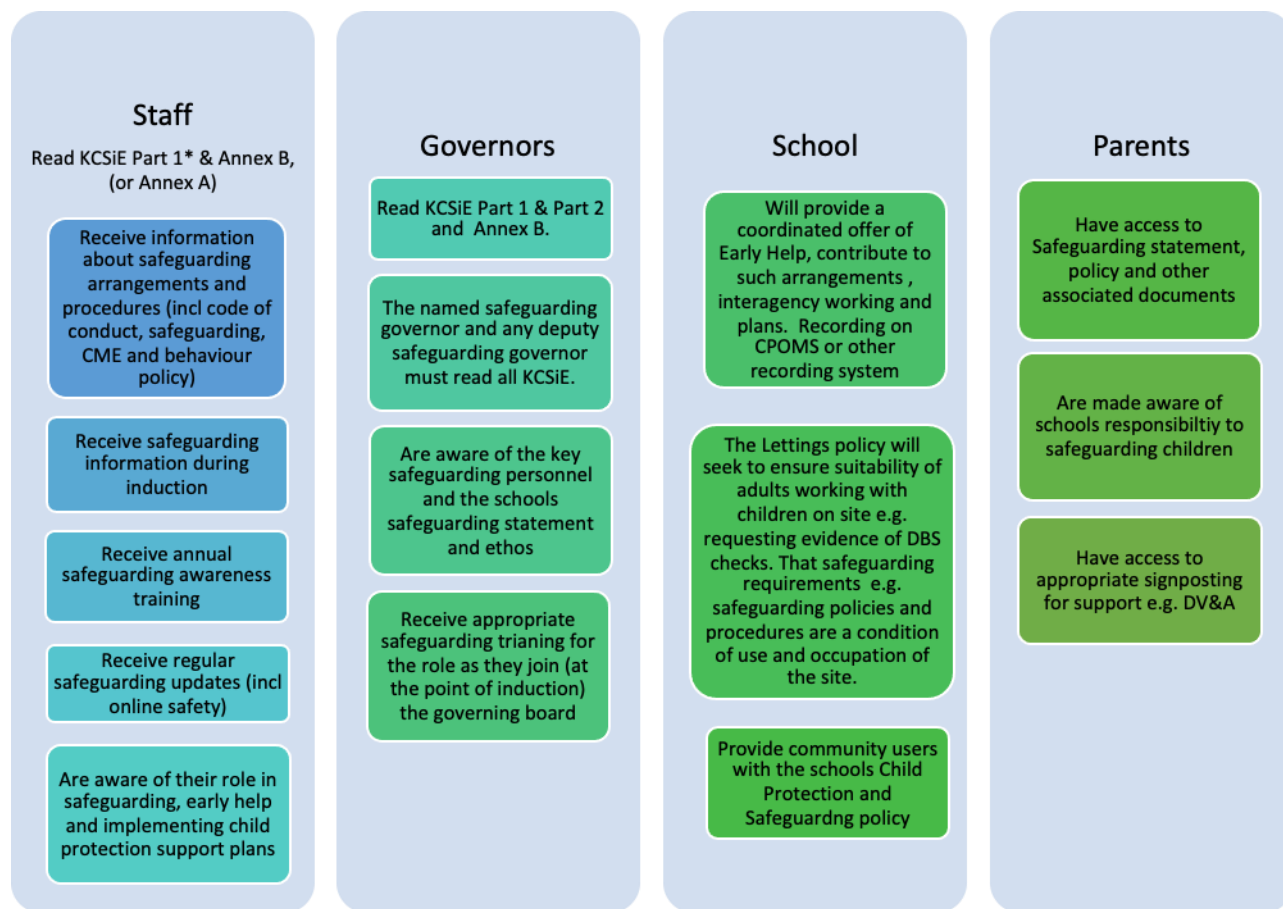 Staff
Read KCSiE Part 1* & Annex B,
(or Annex A)
Receive information
about safeguarding
arrangements and
procedures (incl code of
conduct, safeguarding,
CME and behaviour
policy)
Receive safeguarding
information during
induction
Receive annual
safeguarding awareness
training
Receive regular
safeguarding updates (incl
online safety)
Are aware of their role in
safeguarding, early help
and implementing child
protection support plans
Governors
Read KCSiE Part 1 & Part 2
and Annex B.
The named safeguarding
governor and any deputy
safeguarding governor
must read all KCSiE.
Are aware of the key
safeguarding personnel
and the schools
safeguarding statement
and ethos
Receive appropriate
safeguarding trianing for
the role as they join (at
the point of induction)
the governing board
School
Will provide a
coordinated offer of
Early Help, contribute to
such arrangements ,
interagency working and
plans. Recording on
CPOMS or other
recording system
The Lettings policy will
seek to ensure suitability of
adults working with
children on site e.g.
requesting evidence of DBS
checks. That safeguarding
requirements e.g.
safeguarding policies and
procedures are a condition
of use and occupation of
the site.
Provide community users
with the schools Child
Protection and
Safeguardng policy
Parents
Have access to
Safeguarding statement,
policy and other
associated documents
Are made aware of
schools responsibiltiy to
safeguarding children
Have access to
appropriate signposting
for support e.g. DV&A